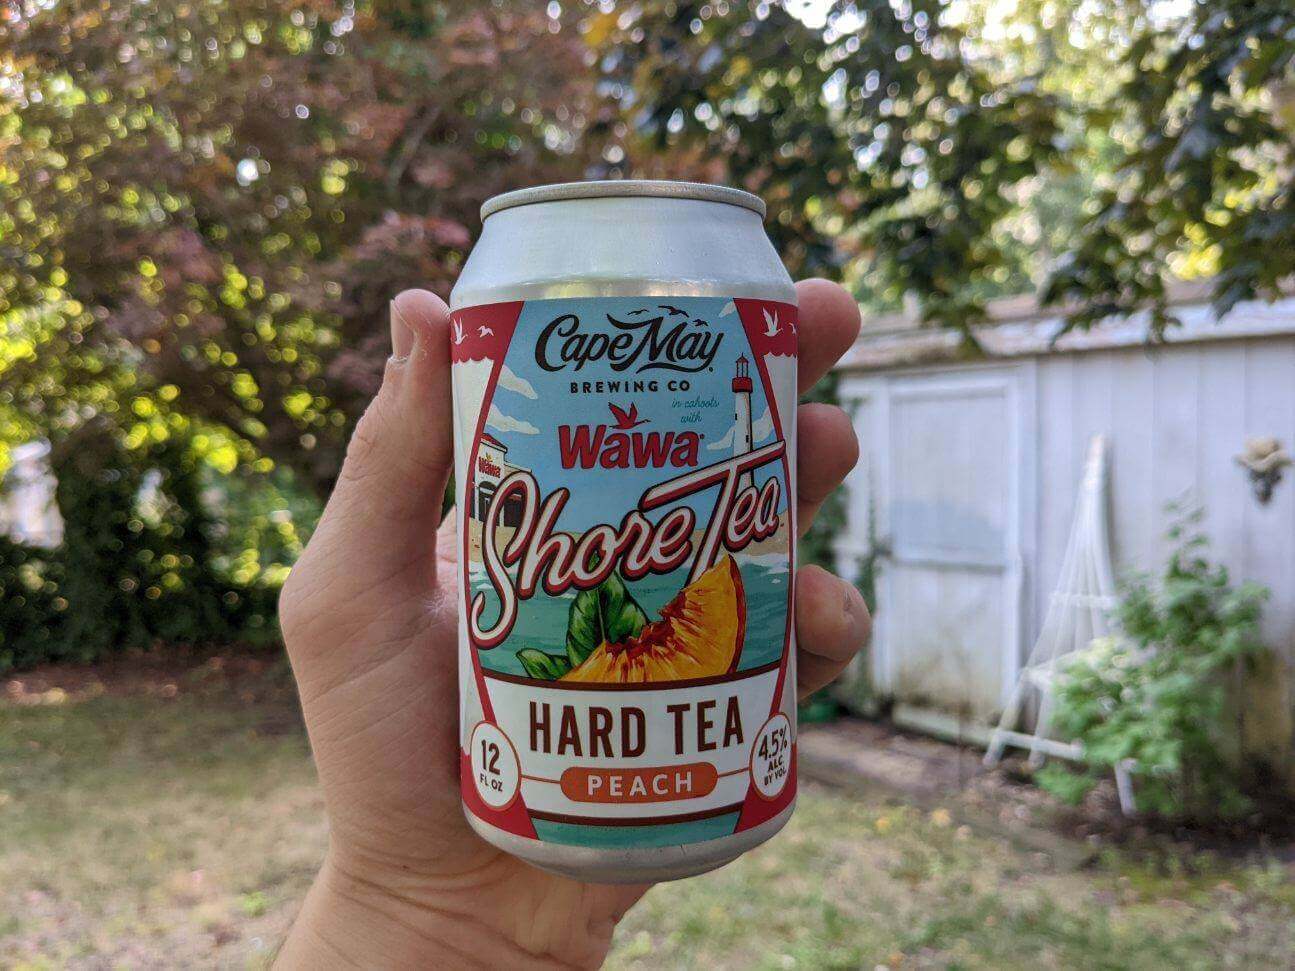 Cape May
BREWING CO
in cahoots
with
Wawa
Wawa
Shore Tea
HARD TEA
12
FL OZ
PEACH
4.5%
ALC
BY VOL